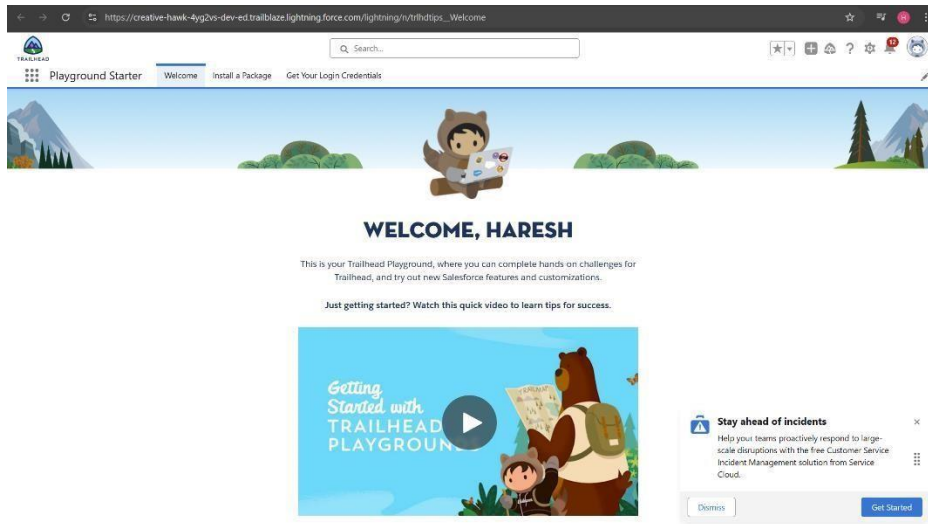 https://creative-hawk-4yg2vs-dev-ed.trailblaze.lightning.force.com/lightning/n/trlhdtips__Welcome
H
TRAILHEAD
Search...
12
Playground Starter Welcome Install a Package Get Your Login Credentials
WELCOME, HARESH
This is your Trailhead Playground, where you can complete hands on challenges for
Trailhead, and try out new Salesforce features and customizations.
Just getting started? Watch this quick video to learn tips for success.
Getting
Started with
TRAILHEAD
PLAYGROUNDS
Stay ahead of incidents
Help your teams proactively respond to large-
scale disruptions with the free Customer Service
Incident Management solution from Service
Cloud.
Dismiss Get Started